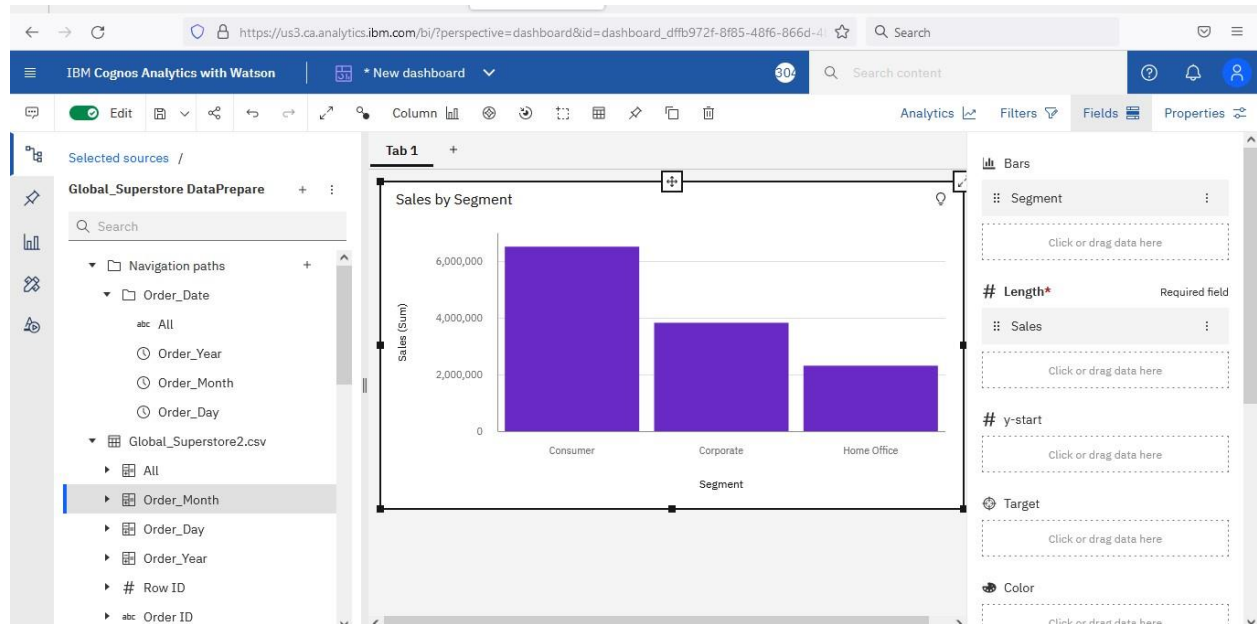 https://us3.ca.analytics.ibm.com/bi/?perspective=dashboard&id=dashboard_dffb972f-8f85-48f6-866d-4
Search
IBM Cognos Analytics with Watson
* New dashboard
304
Search content
Edit
Column
Analytics
Filters
Fields
Properties
Selected sources /
Global_Superstore DataPrepare
Search
Navigation paths
Order_Date
abc All
Order_Year
Order_Month
Order_Day
Global_Superstore2.csv
All
Order_Month
Order_Day
Order_Year
# Row ID
abc Order ID
Tab 1 +
Sales by Segment
Sales (Sum)
6,000,000
4,000,000
2,000,000
0
Consumer
Corporate
Home Office
Segment
Bars
Segment
Click or drag data here
# Length* Required field
Sales
Click or drag data here
# y-start
Click or drag data here
Target
Click or drag data here
Color
Click or drag data here